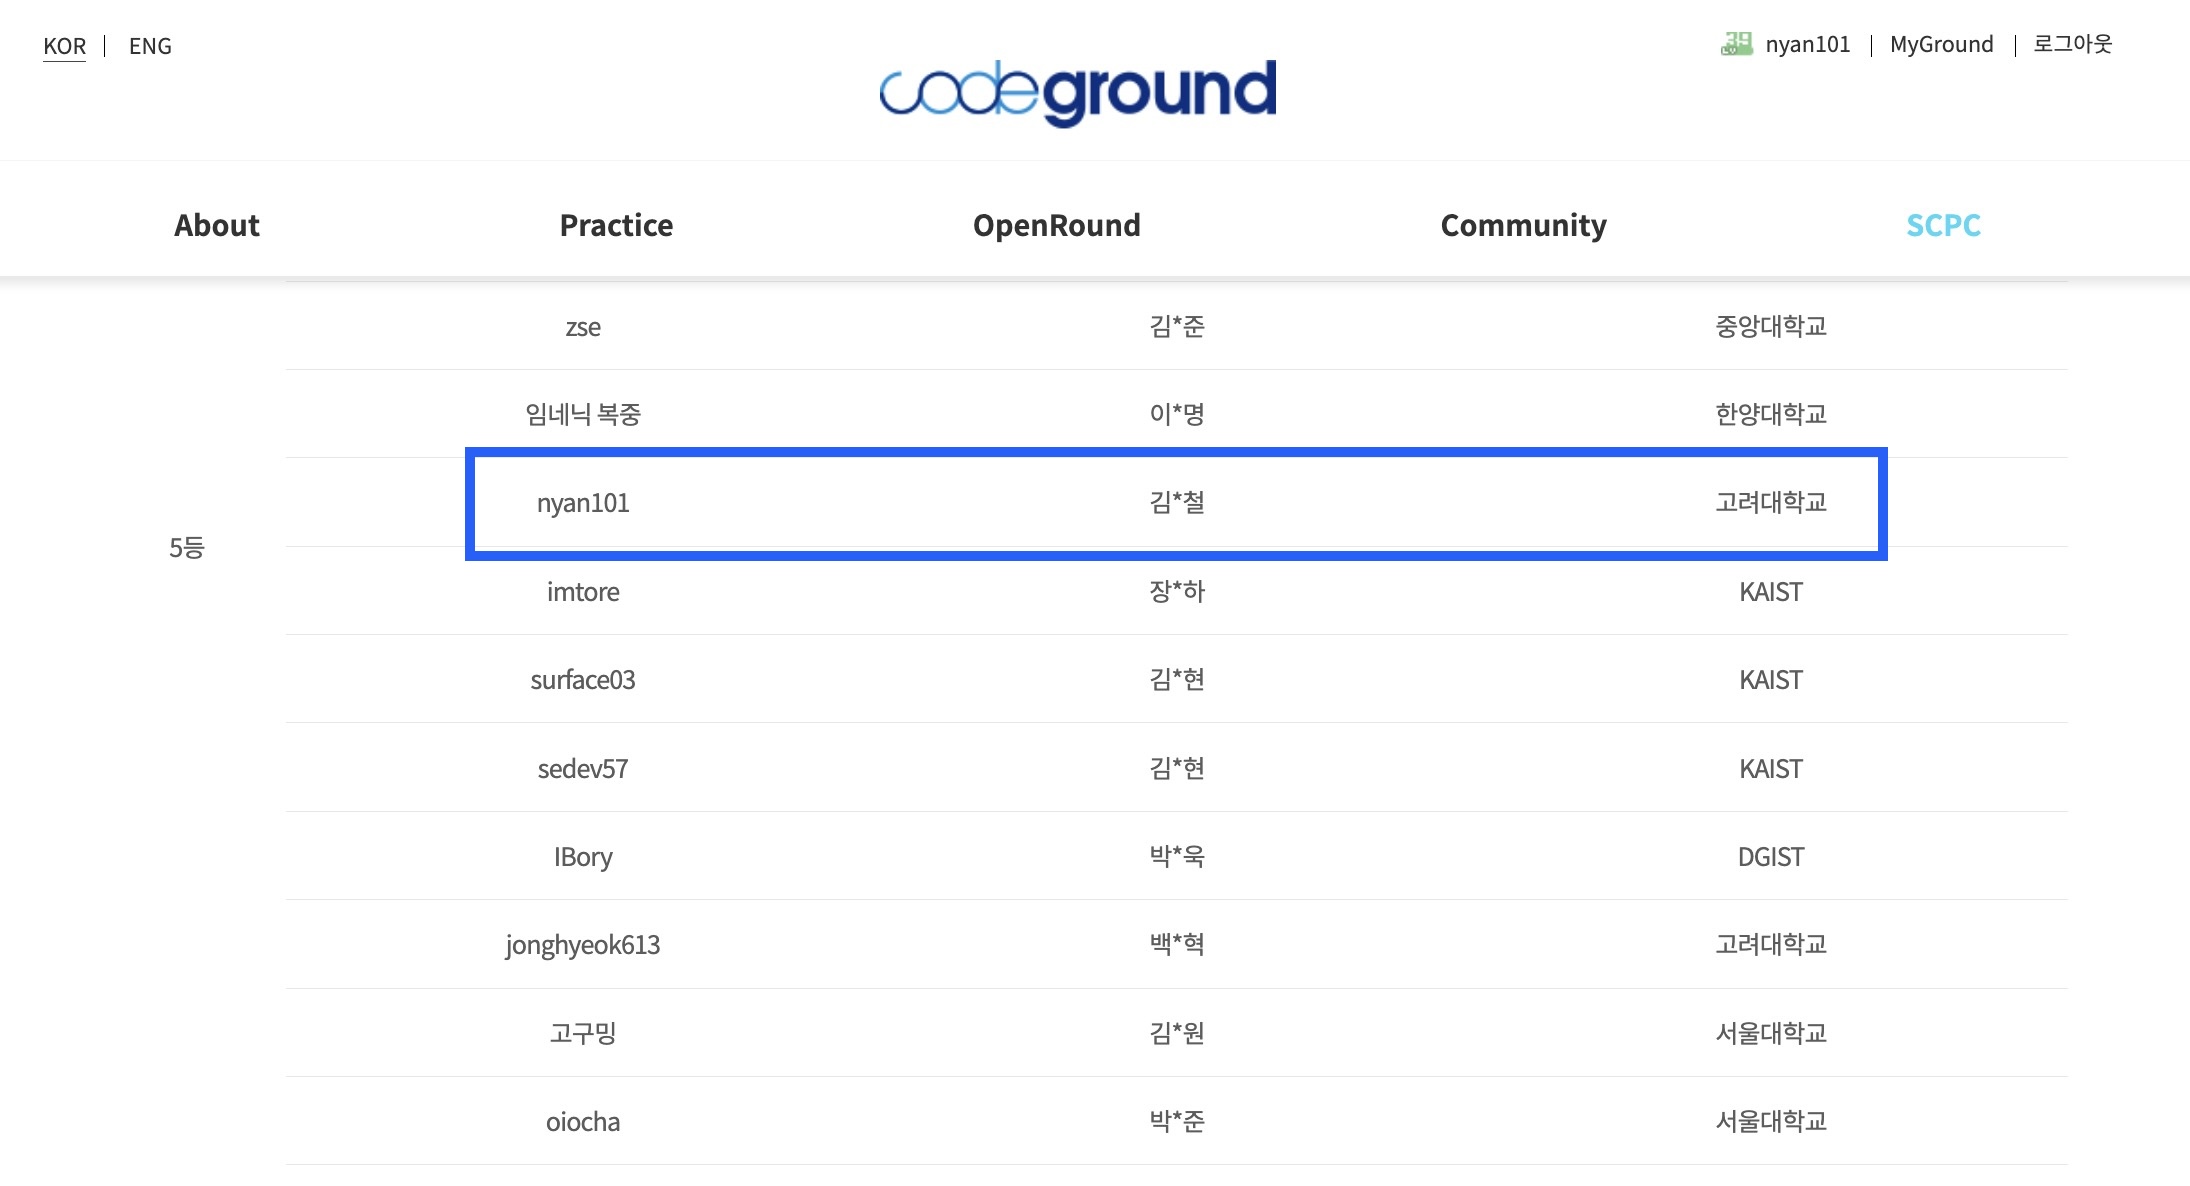 KOR | ENG
39 LV nyan101 | MyGround | 로그아웃
codeground
About Practice OpenRound Community SCPC
zse 김*준 중앙대학교
임네닉 복중 이*명 한양대학교
nyan101 김*철 고려대학교
5등
imtore 장*하 KAIST
surface03 김*현 KAIST
sedev57 김*현 KAIST
IBory 박*욱 DGIST
jonghyeok613 백*혁 고려대학교
고구밍 김*원 서울대학교
oiocha 박*준 서울대학교